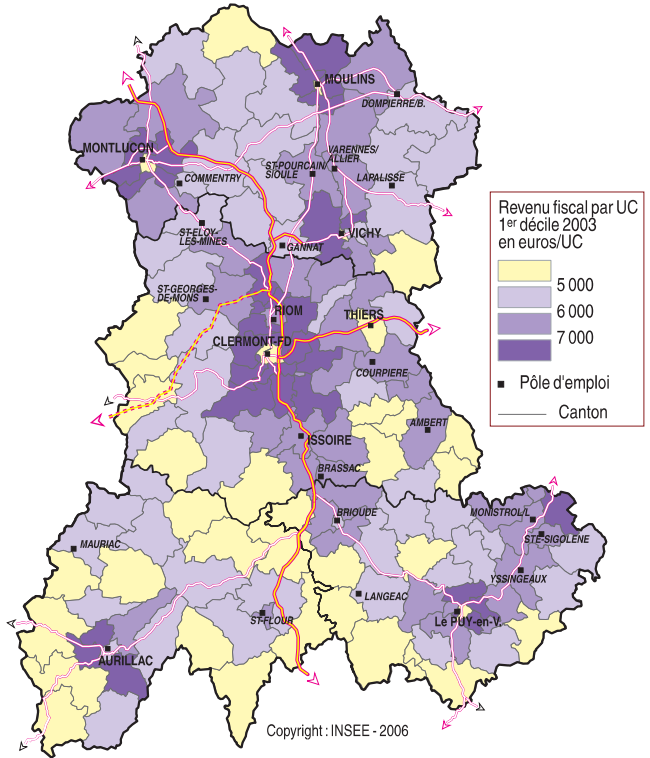 MOULINS
DOMPIERRE/B.
MONTLUCON
VARENNES/
ALLIER
ST-POURCAIN/
SIOULE
COMMENTRY
LAPALISSE
ST-ELOY-
LES-MINES
VICHY
GANNAT
ST-GEORGES-
DE-MONS
RIOM
THIERS
CLERMONT-FD
COURPIERE
AMBERT
ISSOIRE
BRASSAC
BRIOUDE
MONISTROL/L
STE-SIGOLENE
MAURIAC
YSSINGEAUX
LANGEAC
ST-FLOUR
Le PUY-en-V.
AURILLAC
Revenu fiscal par UC
1er décile 2003
en euros/UC
5 000
6 000
7 000
Pôle d'emploi
Canton
Copyright : INSEE - 2006